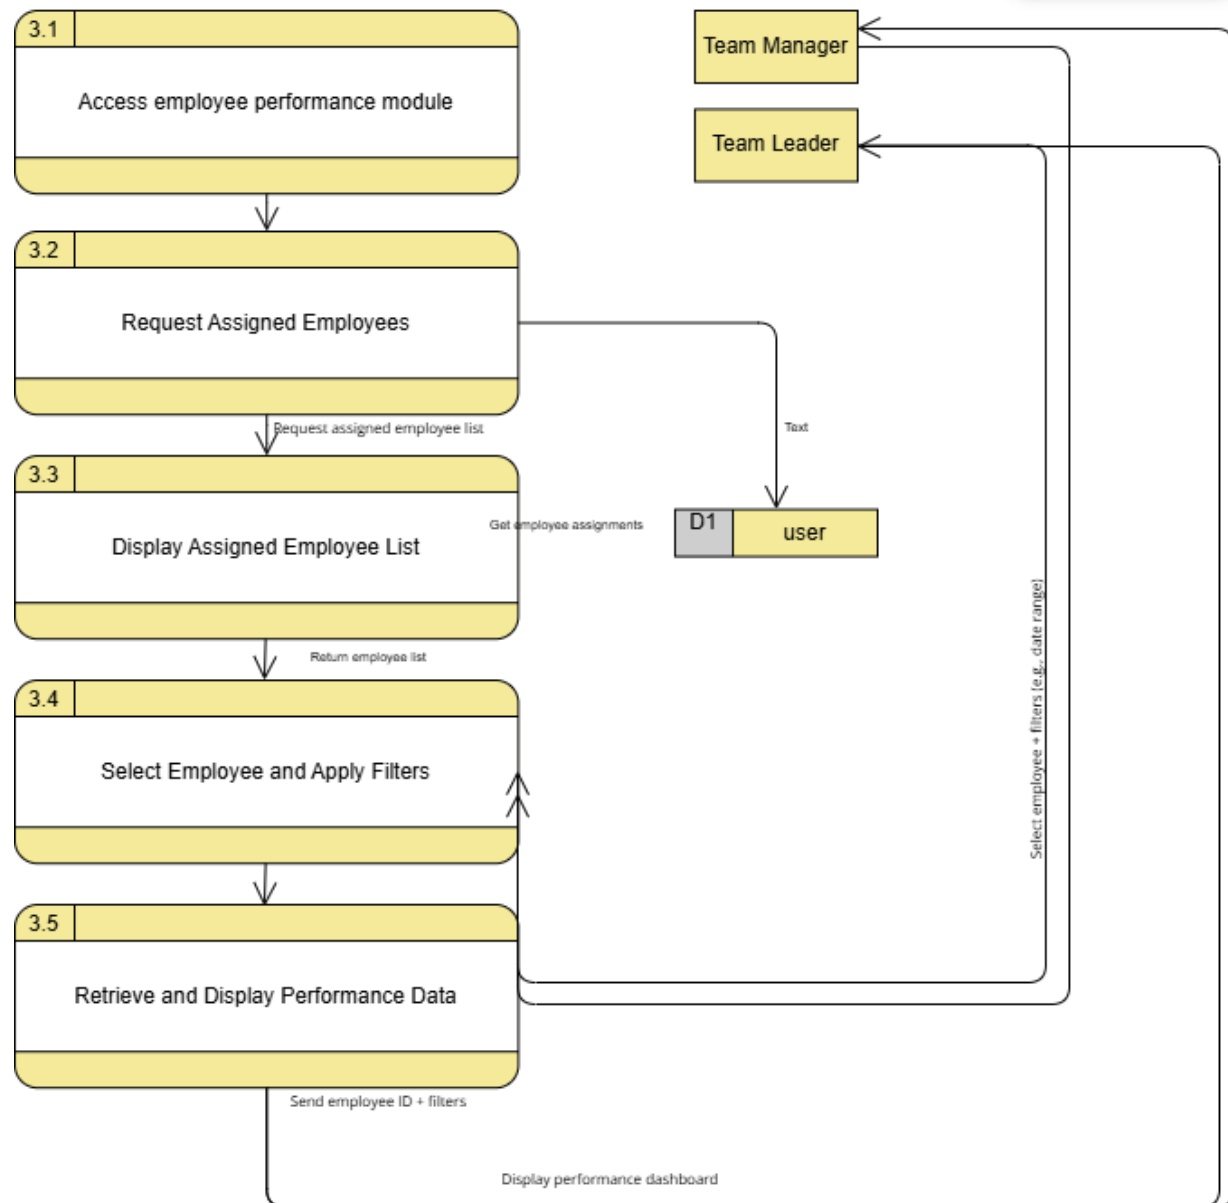 3.1
Access employee performance module
Team Manager
Team Leader
3.2
Request Assigned Employees
Request assigned employee list
Text
3.3
Display Assigned Employee List
Get employee assignments
D1
user
Return employee list
3.4
Select Employee and Apply Filters
Select employee + filters (e.g., date range)
3.5
Retrieve and Display Performance Data
Send employee ID + filters
Display performance dashboard